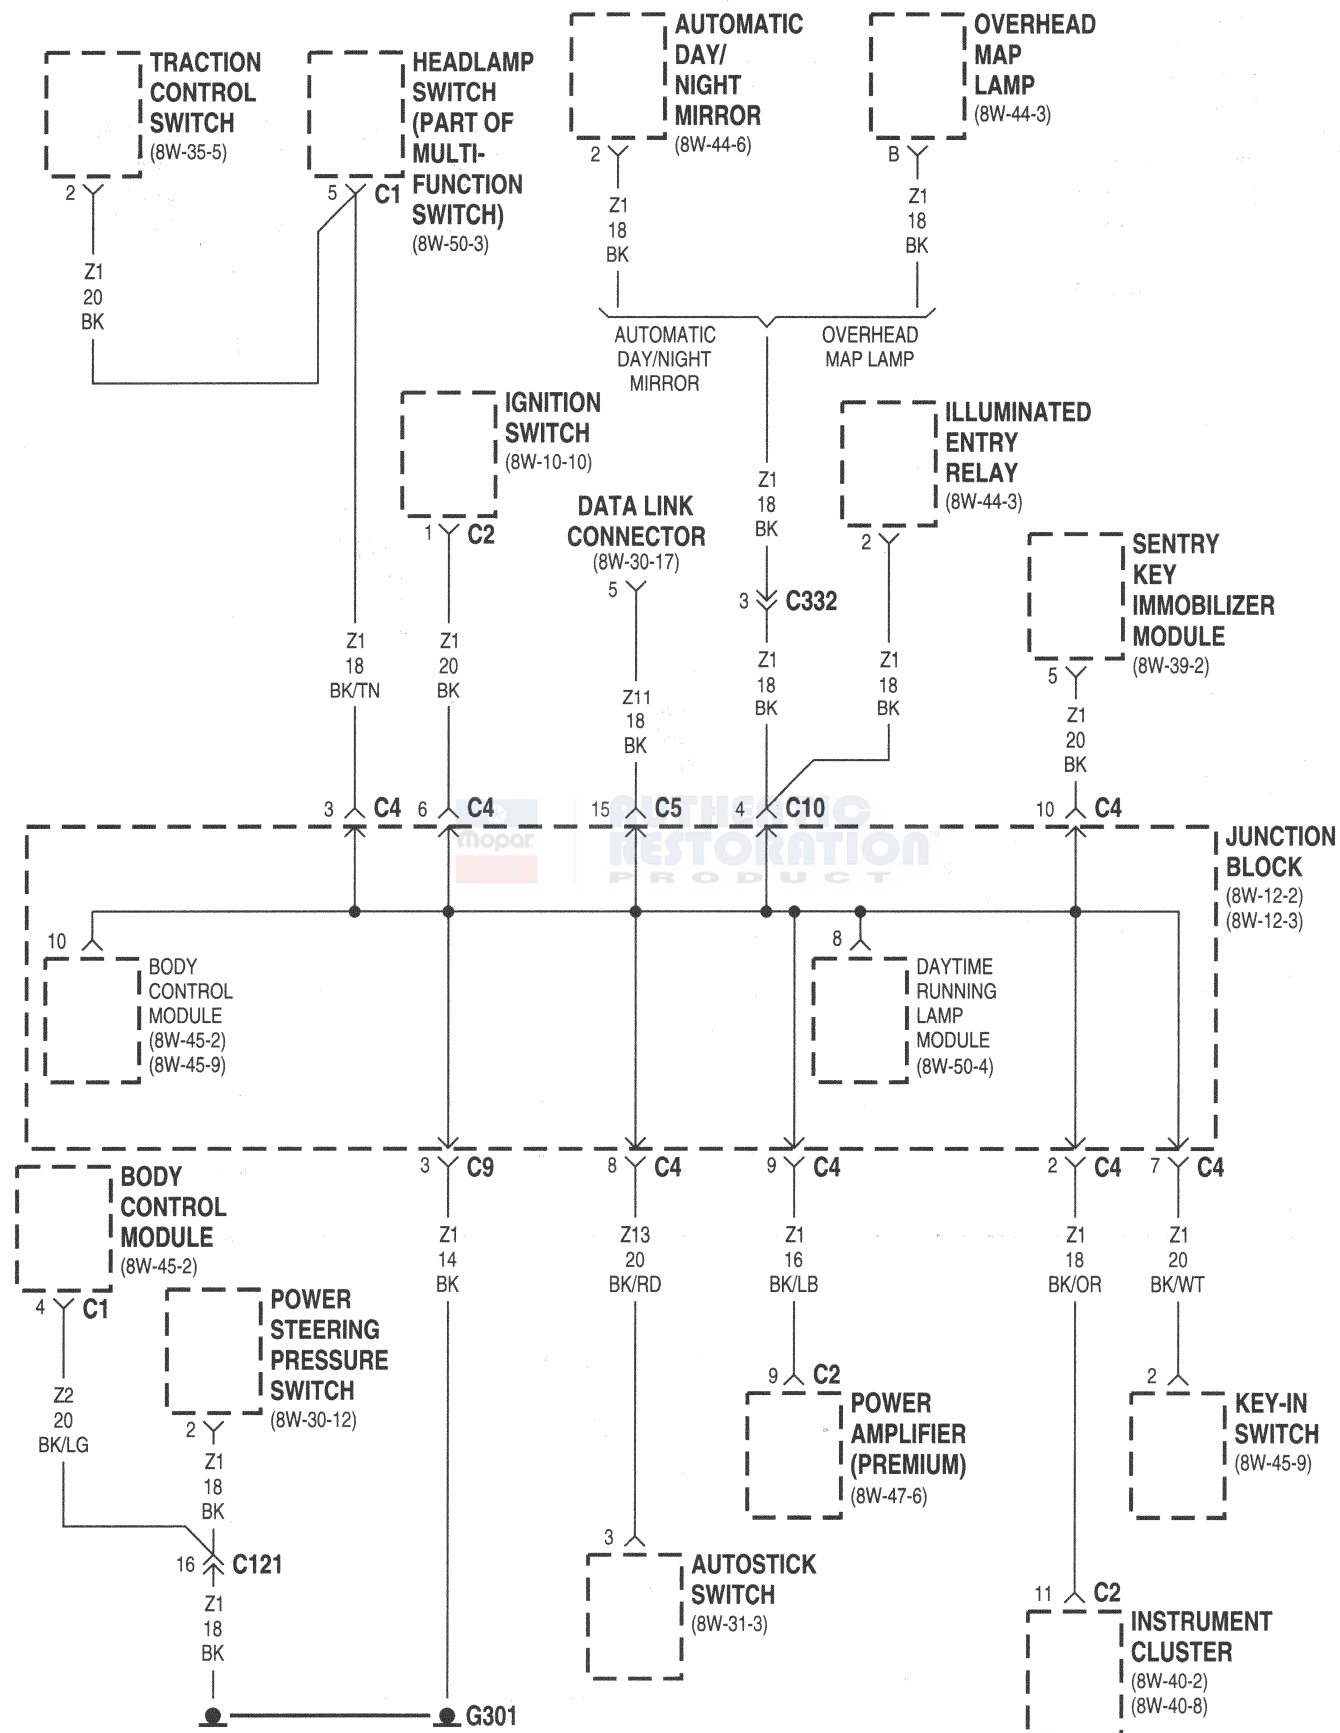 TRACTION
CONTROL
SWITCH
(8W-35-5)
2
Z1
20
BK
HEADLAMP
SWITCH
(PART OF
MULTI-
FUNCTION
SWITCH)
(8W-50-3)
5
C1
AUTOMATIC
DAY/
NIGHT
MIRROR
(8W-44-6)
2
Z1
18
BK
OVERHEAD
MAP
LAMP
(8W-44-3)
B
Z1
18
BK
AUTOMATIC
DAY/NIGHT
MIRROR
OVERHEAD
MAP LAMP
IGNITION
SWITCH
(8W-10-10)
1
C2
DATA LINK
CONNECTOR
(8W-30-17)
5
Z1
18
BK
3
C332
ILLUMINATED
ENTRY
RELAY
(8W-44-3)
2
SENTRY
KEY
IMMOBILIZER
MODULE
(8W-39-2)
5
Z1
18
BK/TN
Z1
20
BK
Z11
18
BK
Z1
18
BK
Z1
18
BK
Z1
20
BK
3 C4
6 C4
15 C5
4 C10
10 C4
mopar
AUTHENTIC
RESTORATION
PRODUCT
JUNCTION
BLOCK
(8W-12-2)
(8W-12-3)
10
BODY
CONTROL
MODULE
(8W-45-2)
(8W-45-9)
8
DAYTIME
RUNNING
LAMP
MODULE
(8W-50-4)
3 C9
8 C4
9 C4
2 C4
7 C4
BODY
CONTROL
MODULE
(8W-45-2)
4
C1
Z2
20
BK/LG
POWER
STEERING
PRESSURE
SWITCH
(8W-30-12)
2
Z1
18
BK
16
C121
Z1
18
BK
Z1
14
BK
G301
Z13
20
BK/RD
3
AUTOSTICK
SWITCH
(8W-31-3)
Z1
16
BK/LB
9
C2
POWER
AMPLIFIER
(PREMIUM)
(8W-47-6)
Z1
18
BK/OR
11
C2
INSTRUMENT
CLUSTER
(8W-40-2)
(8W-40-8)
Z1
20
BK/WT
2
KEY-IN
SWITCH
(8W-45-9)